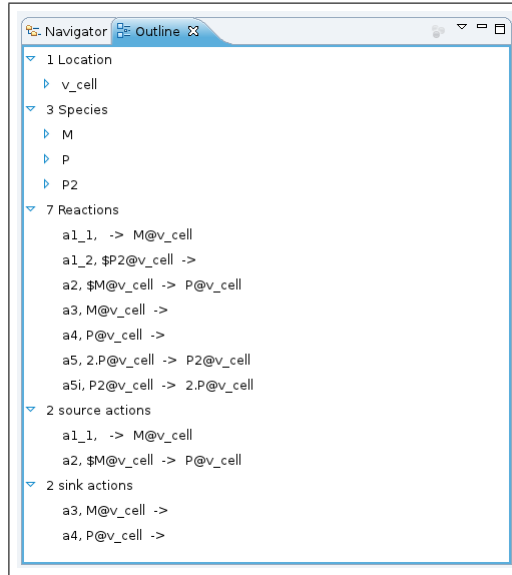 Navigator Outline
1 Location
v_cell
3 Species
M
P
P2
7 Reactions
a1_1, -> M@v_cell
a1_2, $P2@v_cell ->
a2, $M@v_cell -> P@v_cell
a3, M@v_cell ->
a4, P@v_cell ->
a5, 2.P@v_cell -> P2@v_cell
a5i, P2@v_cell -> 2.P@v_cell
2 source actions
a1_1, -> M@v_cell
a2, $M@v_cell -> P@v_cell
2 sink actions
a3, M@v_cell ->
a4, P@v_cell ->